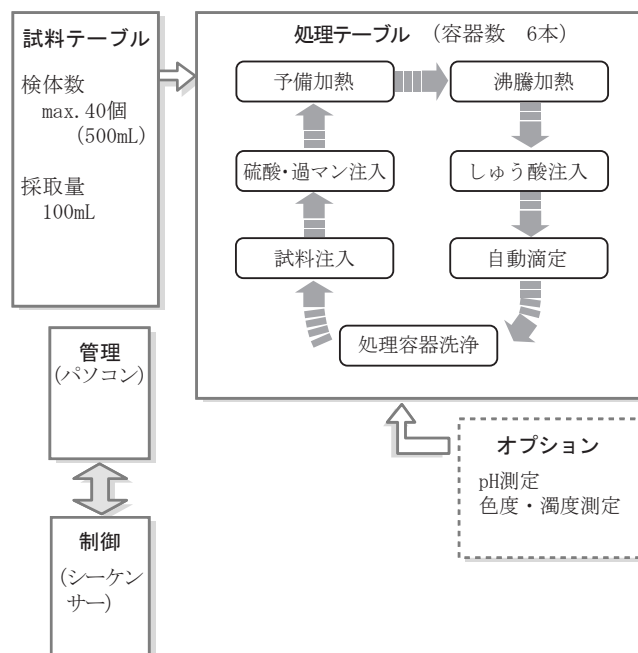 試料テーブル
検体数
max.40個
(500mL)
採取量
100mL
処理テーブル (容器数 6本)
予備加熱
沸騰加熱
硫酸・過マン注入
しゅう酸注入
試料注入
自動滴定
処理容器洗浄
管理
(パソコン)
制御
(シーケン
サー)
オプション
pH測定
色度・濁度測定